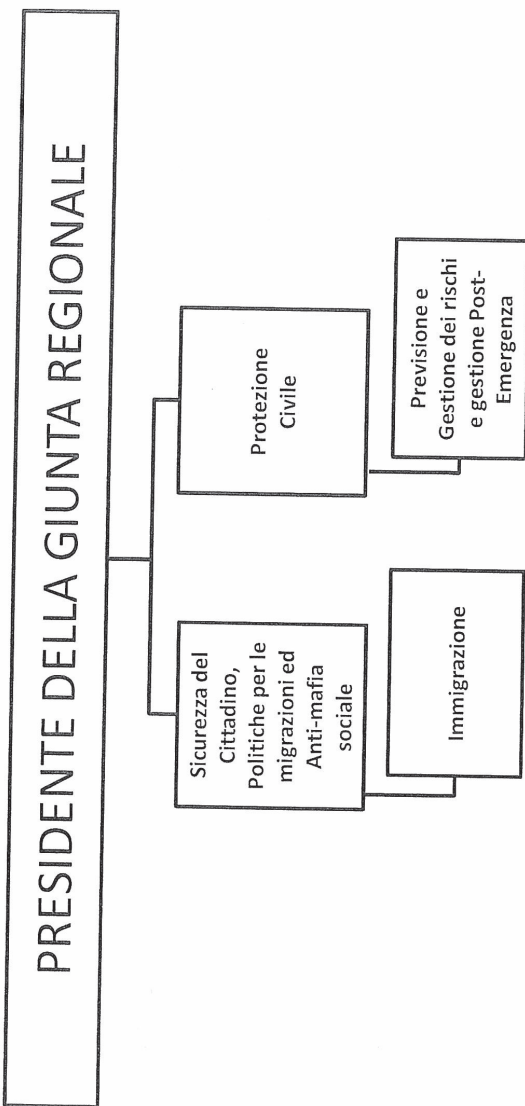 PRESIDENTE DELLA GIUNTA REGIONALE
Sicurezza del
Cittadino,
Politiche per le
migrazioni ed
Anti-mafia
sociale
Immigrazione
Protezione
Civile
Previsione e
Gestione dei rischi
e gestione Post-
Emergenza